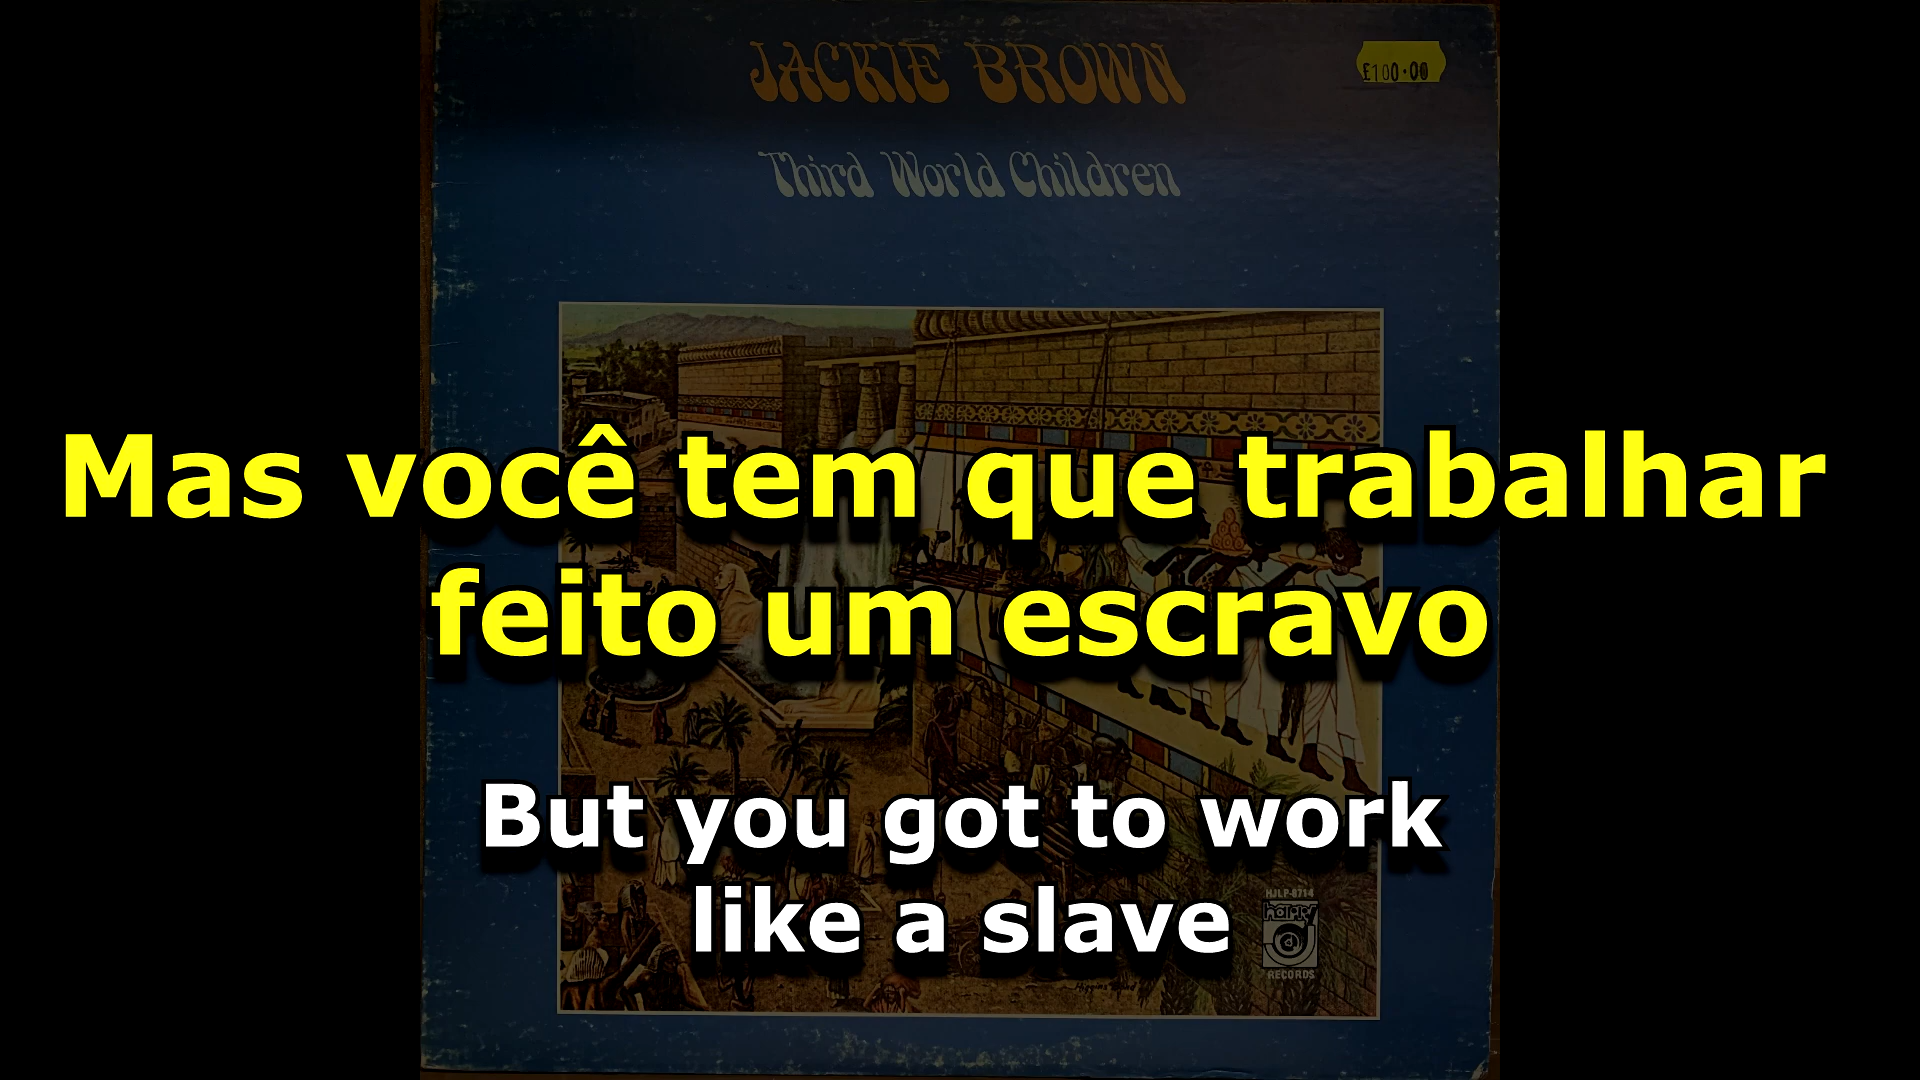 JACKIE BROWN
£100.00
Third World Children
Mas você tem que trabalhar
feito um escravo
But you got to work
like a slave
HJLP-8714
RECORDS